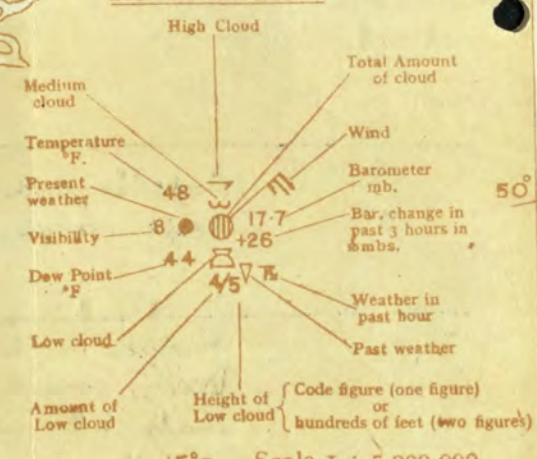 High Cloud
Total Amount
of cloud
Medium
cloud
Wind
Temperature
°F.
Barometer
mb.
Present
weather
48
50°
17·7
Bar. change in
past 3 hours in
mbs.
Visibility
8
+26
Dew Point
°F
44
4/5
Weather in
past hour
Low cloud
Past weather
Amount of
Low cloud
Height of
Low cloud
Code figure (one figure)
or
hundreds of feet (two figures)